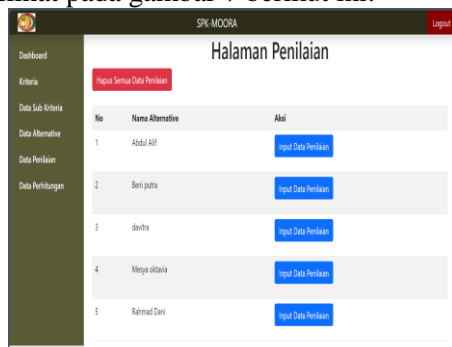 SPK-MOORA Logout
Dashboard
Kriteria
Data Sub Kriteria
Data Alternative
Data Penilaian
Data Perhitungan
Halaman Penilaian
Hapus Semua Data Penilaian
No Nama Alternative Aksi
1 Abdul Alif Input Data Penilaian
2 Beni putra Input Data Penilaian
3 davitra Input Data Penilaian
4 Mesya oktavia Input Data Penilaian
5 Rahmad Dani Input Data Penilaian